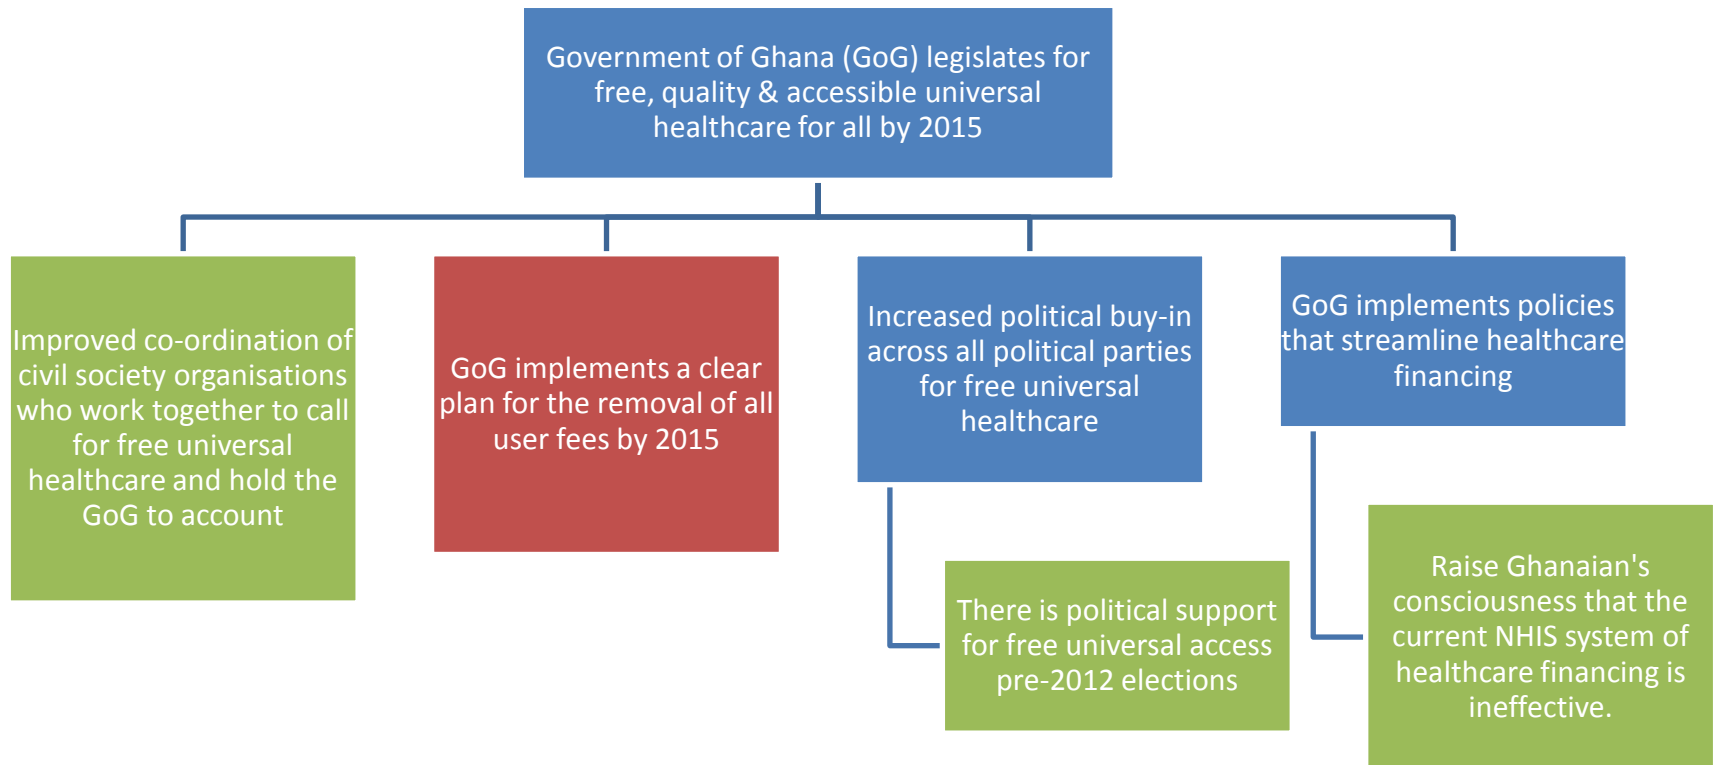 Government of Ghana (GoG) legislates for
free, quality & accessible universal
healthcare for all by 2015
Improved co-ordination of
civil society organisations
who work together to call
for free universal
healthcare and hold the
GoG to account
GoG implements a clear
plan for the removal of all
user fees by 2015
Increased political buy-in
across all political parties
for free universal
healthcare
GoG implements policies
that streamline healthcare
financing
There is political support
for free universal access
pre-2012 elections
Raise Ghanaian's
consciousness that the
current NHIS system of
healthcare financing is
ineffective.